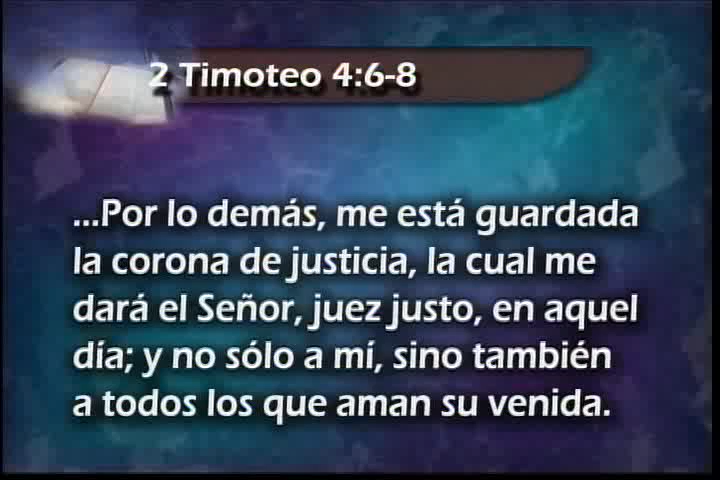 2 Timoteo 4:6-8
...Por lo demás, me está guardada
la corona de justicia, la cual me
dará el Señor, juez justo, en aquel
día; y no sólo a mí, sino también
a todos los que aman su venida.